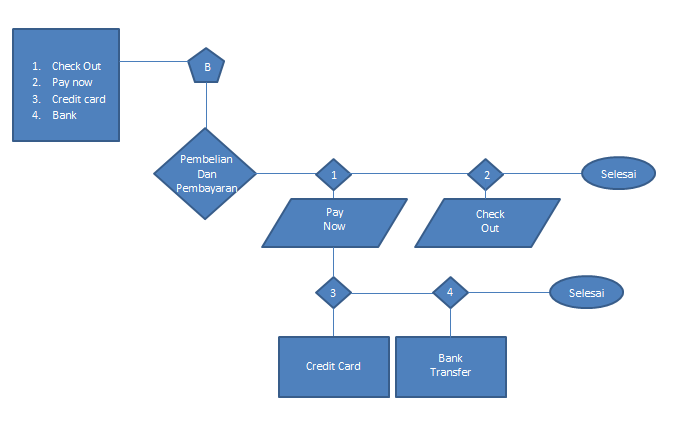 1. Check Out
2. Pay now
3. Credit card
4. Bank
B
Pembelian
Dan
Pembayaran
1
2
Selesai
Pay
Now
Check
Out
3
4
Selesai
Credit Card
Bank
Transfer